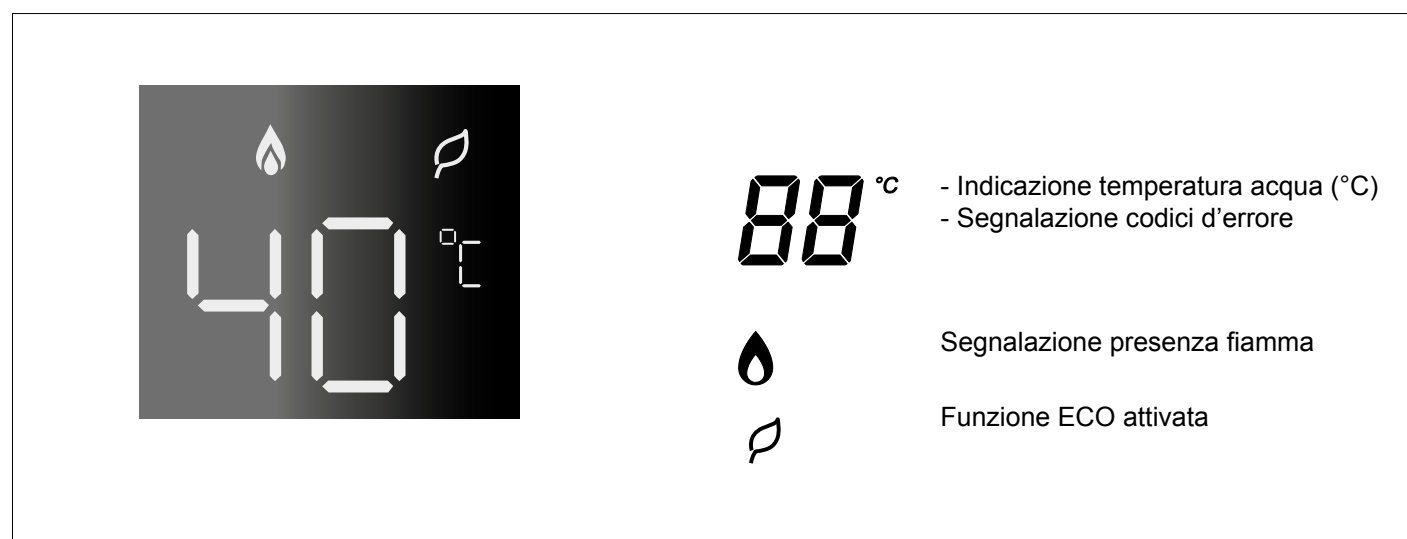 40 °C
88 °C
- Indicazione temperatura acqua (°C)
- Segnalazione codici d’errore
Segnalazione presenza fiamma
Funzione ECO attivata